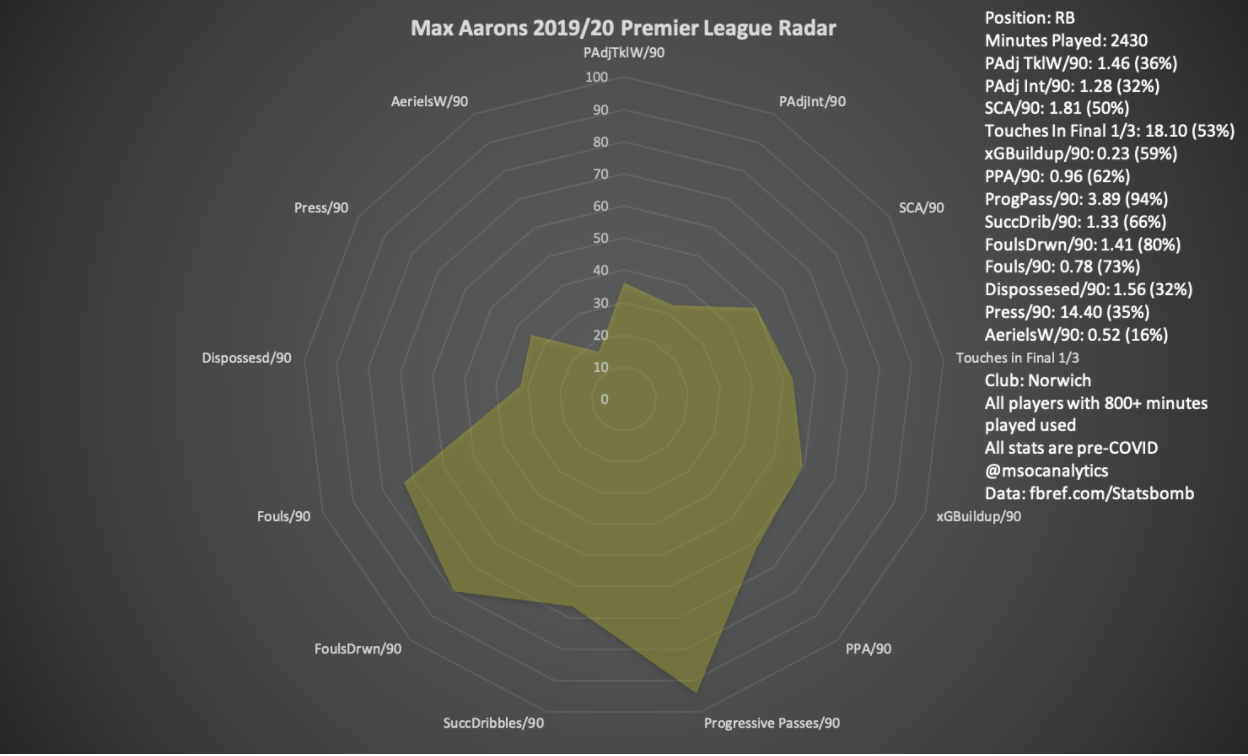 Max Aarons 2019/20 Premier League Radar
PAdjTklW/90
PAdjInt/90
SCA/90
Touches in Final 1/3
xGBuildup/90
PPA/90
Progressive Passes/90
SuccDribbles/90
FoulsDrwn/90
Fouls/90
Dispossesd/90
Press/90
AerielsW/90
100
90
80
70
60
50
40
30
20
10
0
Position: RB
Minutes Played: 2430
PAdj TklW/90: 1.46 (36%)
PAdj Int/90: 1.28 (32%)
SCA/90: 1.81 (50%)
Touches In Final 1/3: 18.10 (53%)
xGBuildup/90: 0.23 (59%)
PPA/90: 0.96 (62%)
ProgPass/90: 3.89 (94%)
SuccDrib/90: 1.33 (66%)
FoulsDrwn/90: 1.41 (80%)
Fouls/90: 0.78 (73%)
Dispossesed/90: 1.56 (32%)
Press/90: 14.40 (35%)
AerielsW/90: 0.52 (16%)
Club: Norwich
All players with 800+ minutes
played used
All stats are pre-COVID
@msocanalytics
Data: fbref.com/Statsbomb